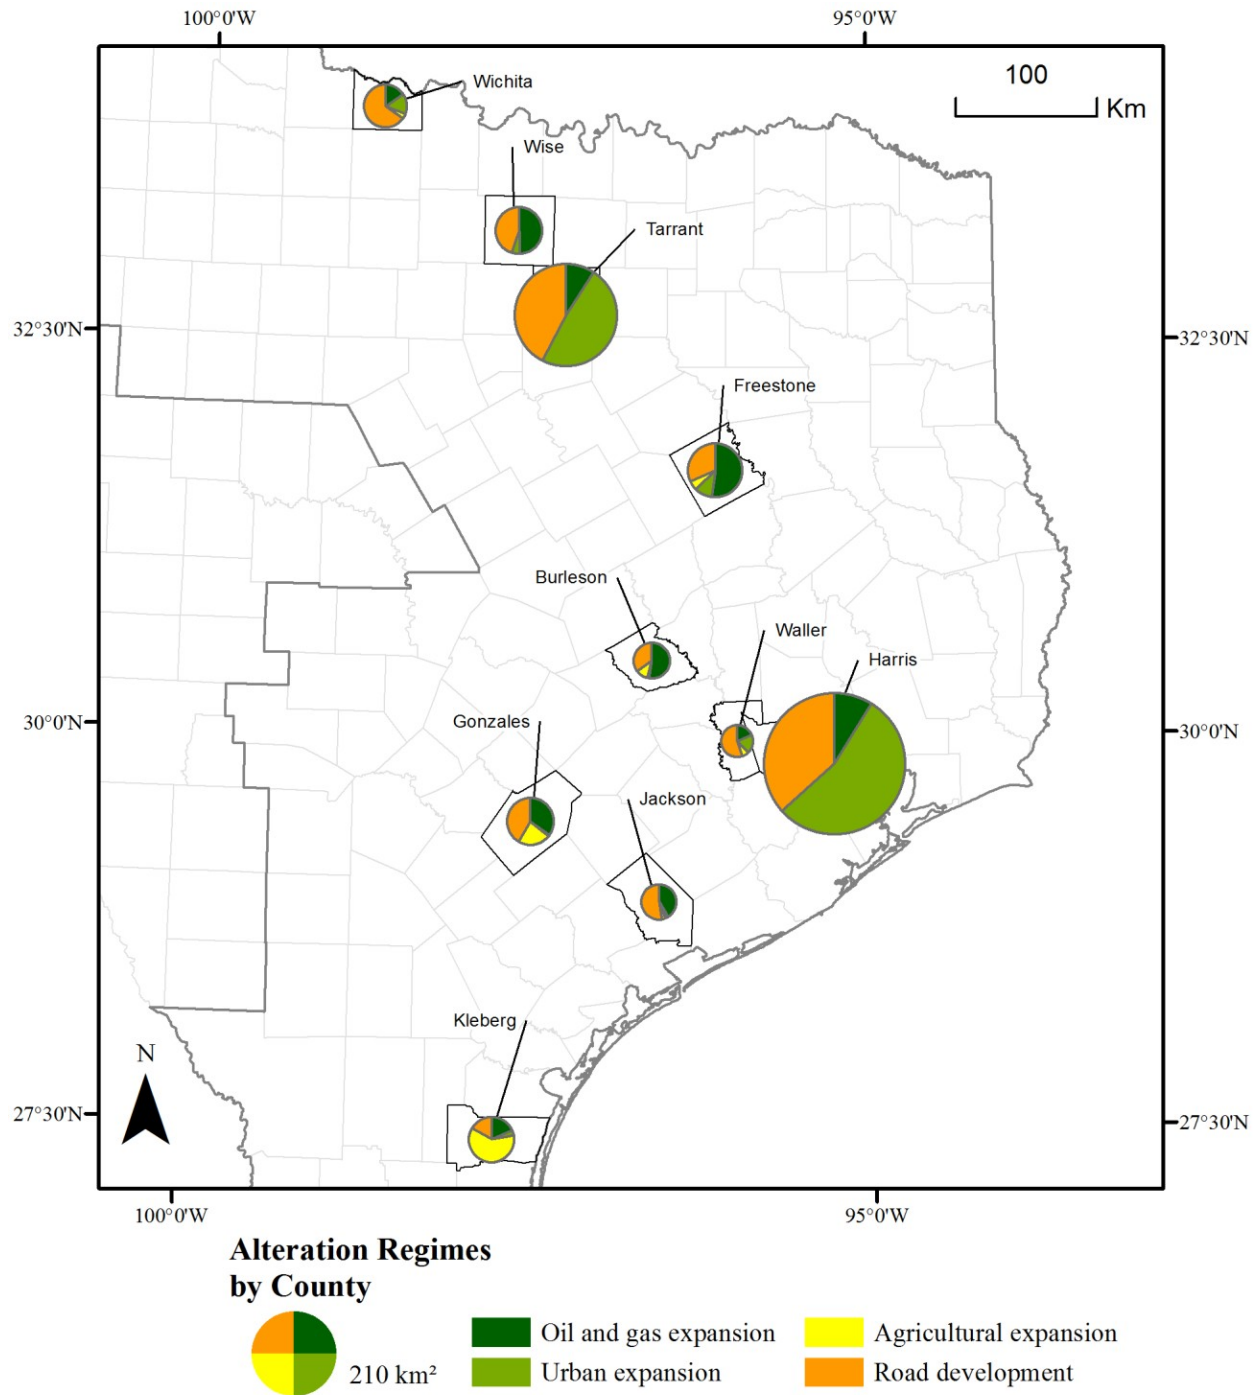 100°0'W
95°0'W
100
Km
Wichita
Wise
Tarrant
32°30'N
32°30'N
Freestone
Burleson
Waller
Harris
Gonzales
30°0'N
30°0'N
Jackson
Kleberg
N
27°30'N
27°30'N
100°0'W
95°0'W
Alteration Regimes
by County
210 km²
Oil and gas expansion
Urban expansion
Agricultural expansion
Road development